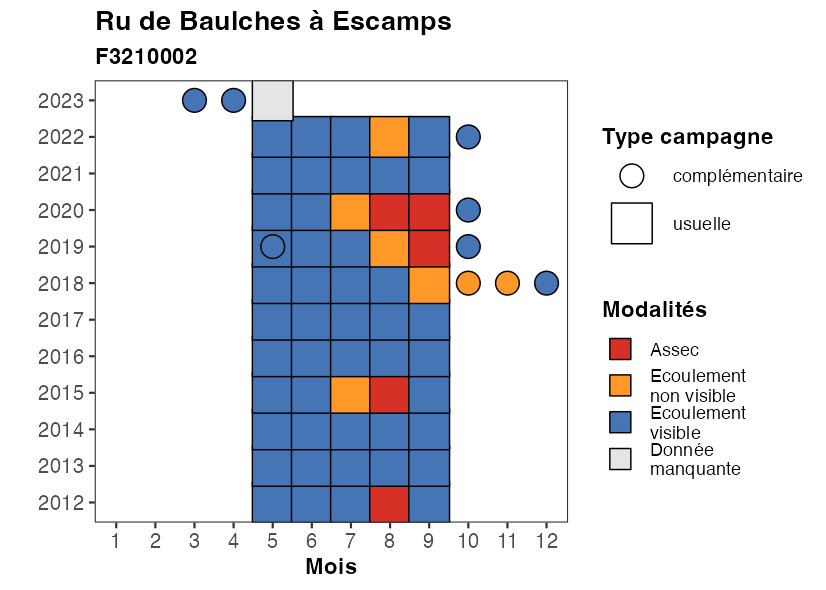 Ru de Baulches à Escamps
F3210002
2023
2022
2021
2020
2019
2018
2017
2016
2015
2014
2013
2012
1 2 3 4 5 6 7 8 9 10 11 12
Mois
Type campagne
complémentaire
usuelle
Modalités
Assec
Ecoulement
non visible
Ecoulement
visible
Donnée
manquante